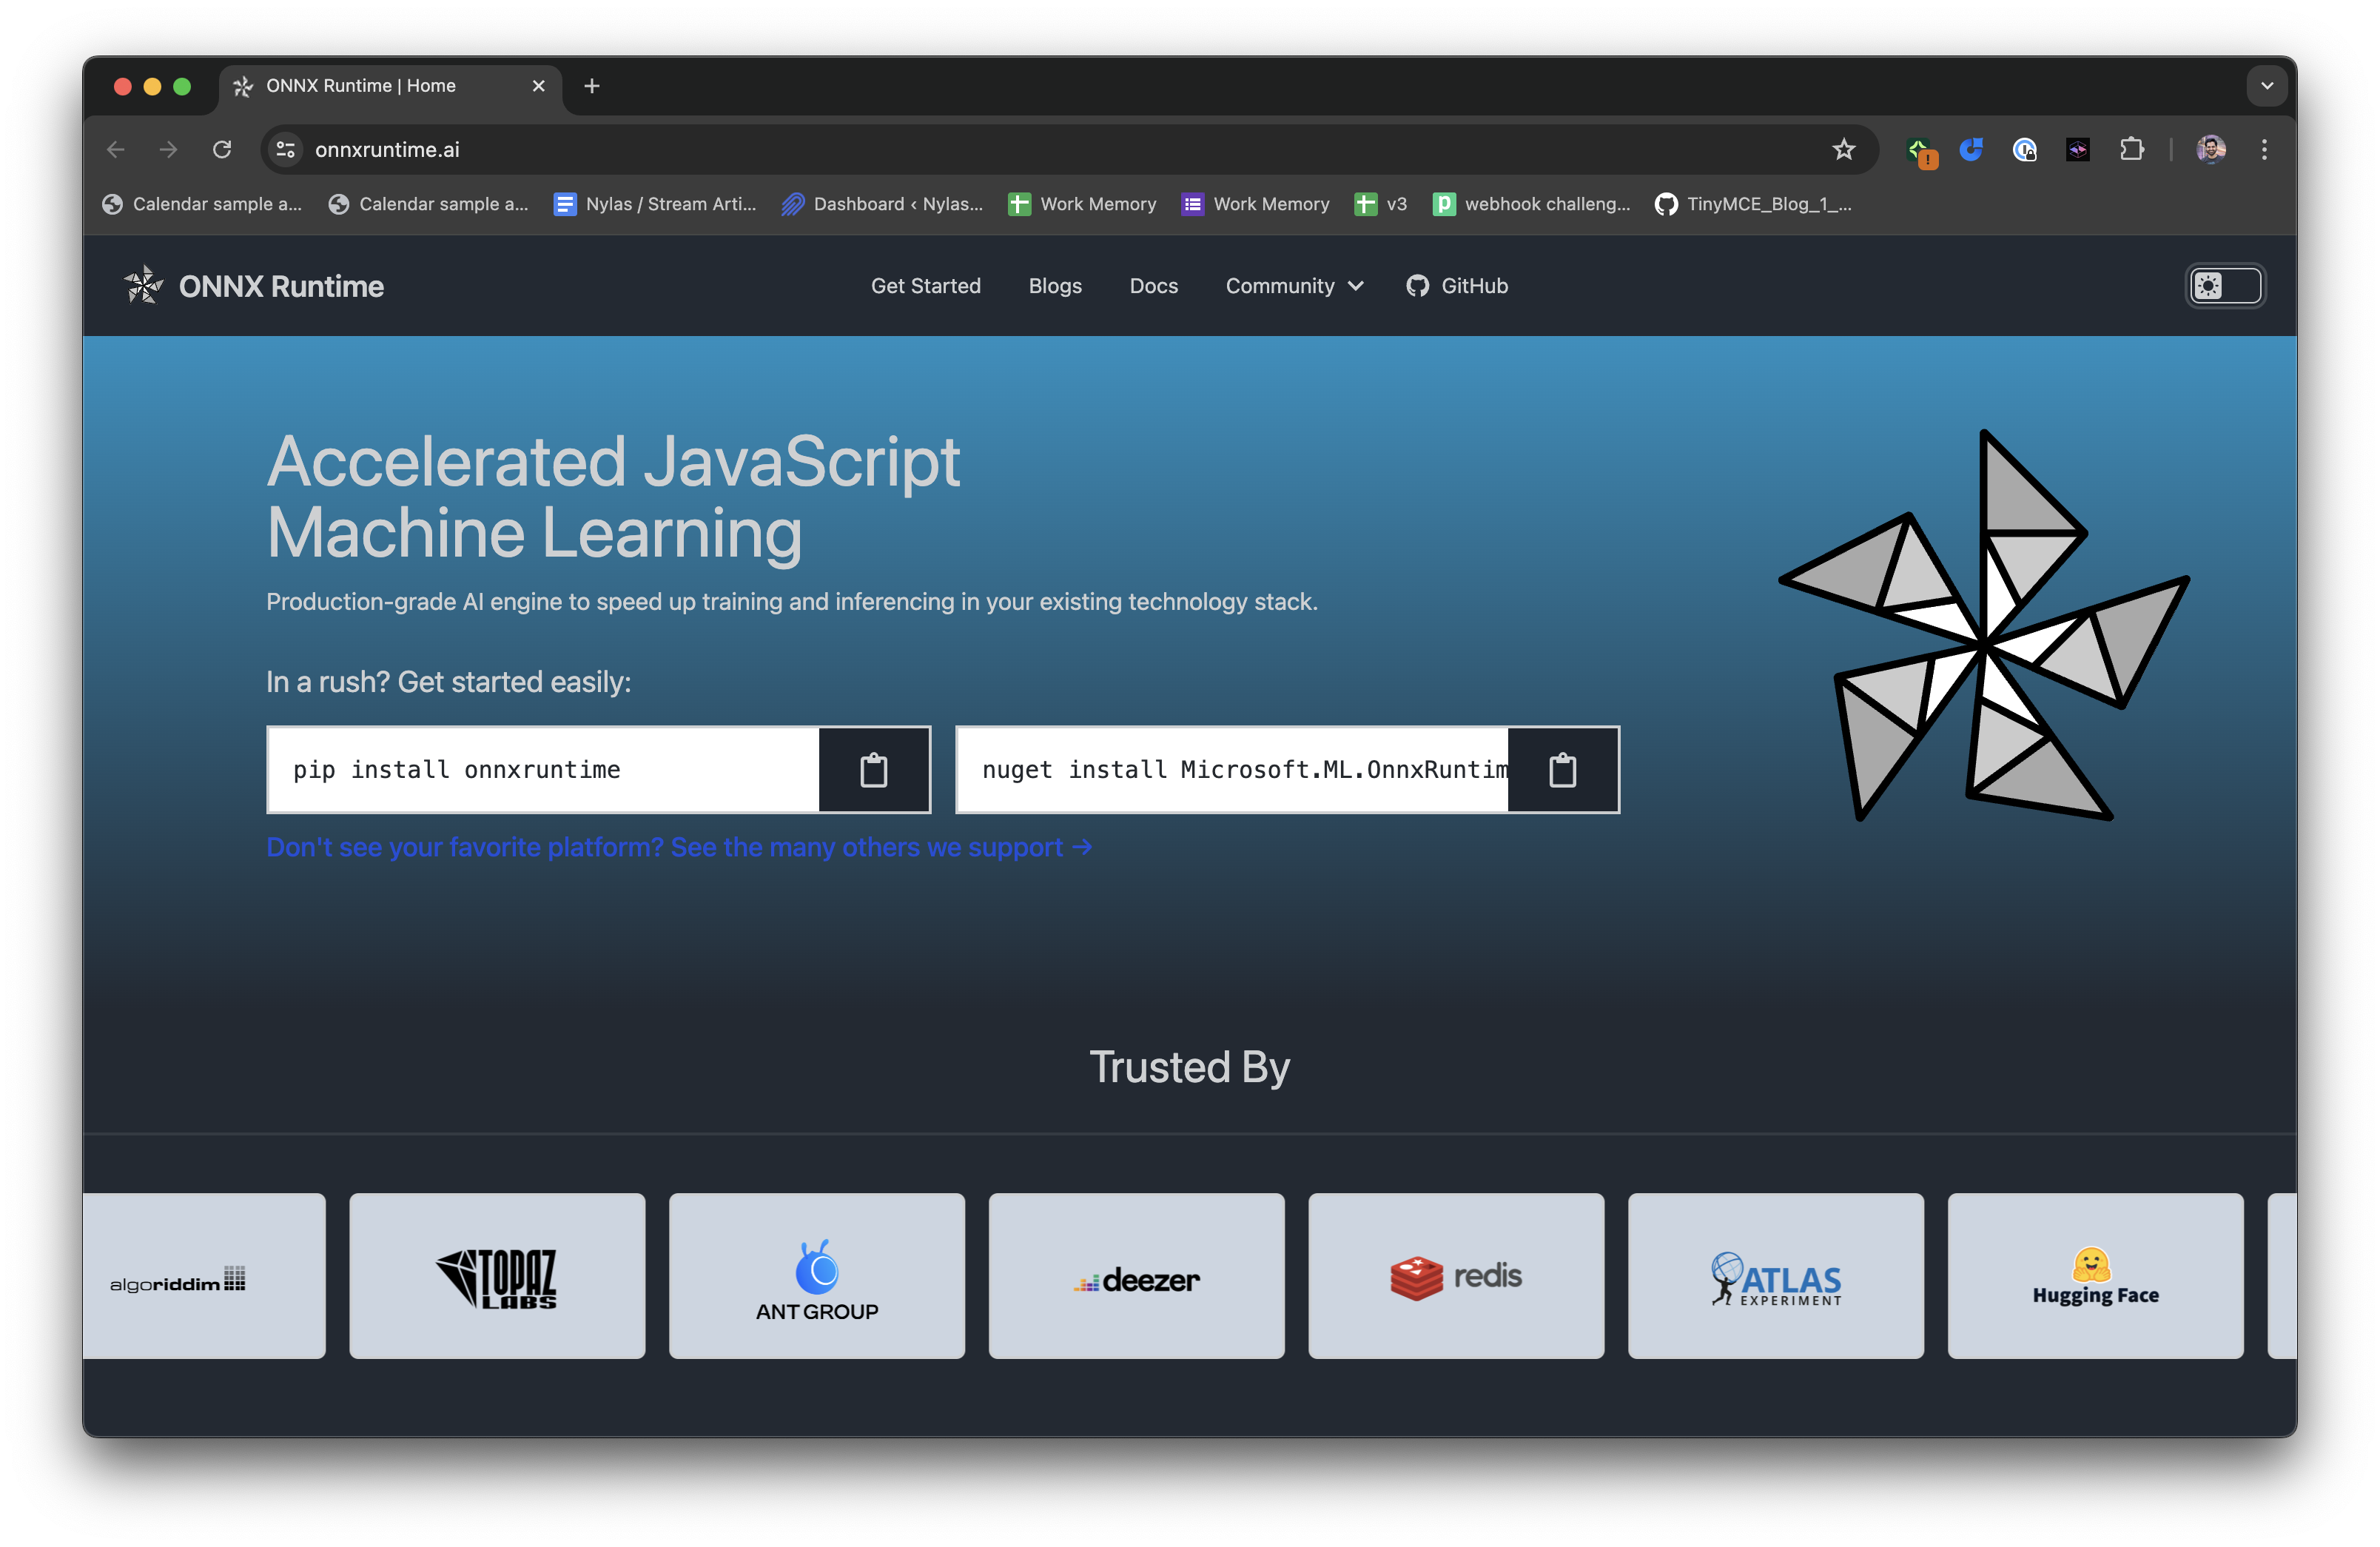 ONNX Runtime | Home
onnxruntime.ai
Calendar sample a...
Calendar sample a...
Nylas / Stream Arti...
Dashboard ‹ Nylas...
Work Memory
Work Memory
v3
webhook challeng...
TinyMCE_Blog_1_...
ONNX Runtime
Get Started
Blogs
Docs
Community
GitHub
Accelerated JavaScript
Machine Learning
Production-grade AI engine to speed up training and inferencing in your existing technology stack.
In a rush? Get started easily:
pip install onnxruntime
nuget install Microsoft.ML.OnnxRuntim
Don't see your favorite platform? See the many others we support →
Trusted By
algoriddim
TOPAZ
LABS
ANT GROUP
deezer
redis
ATLAS
EXPERIMENT
Hugging Face